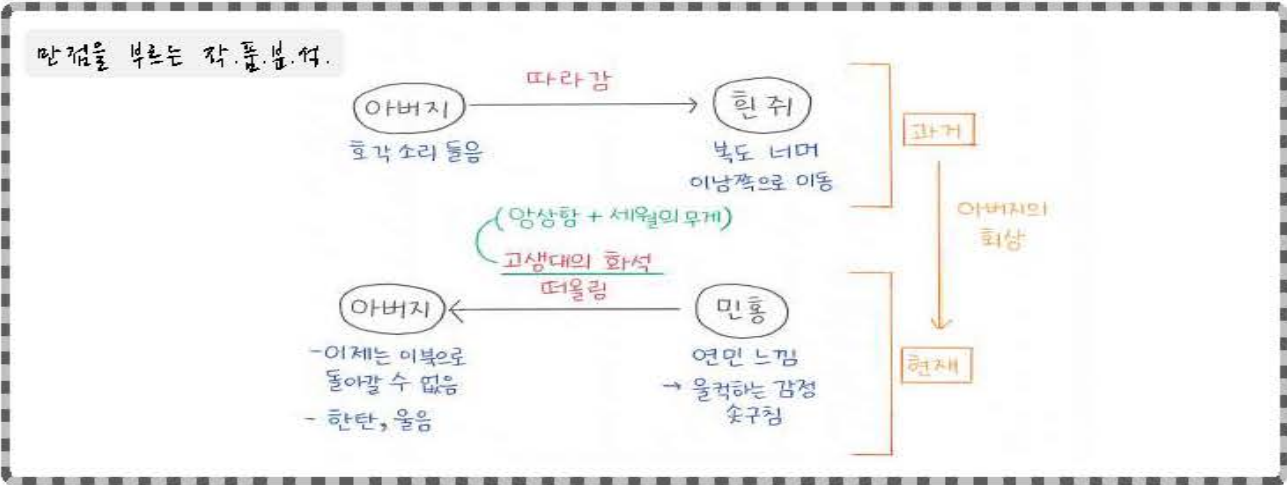 만점을 부르는 작.품.분.석.
따라감
아버지
흰 쥐
호각 소리 들음
복도 너머
이남쪽으로 이동
과거
(앙상함 + 세월의 무게)
고생대의 화석
떠올림
아버지의
회상
아버지
민홍
-이제는 이북으로
돌아갈 수 없음
- 한탄, 울음
연민 느낌
→ 울컥하는 감정
솟구침
현재